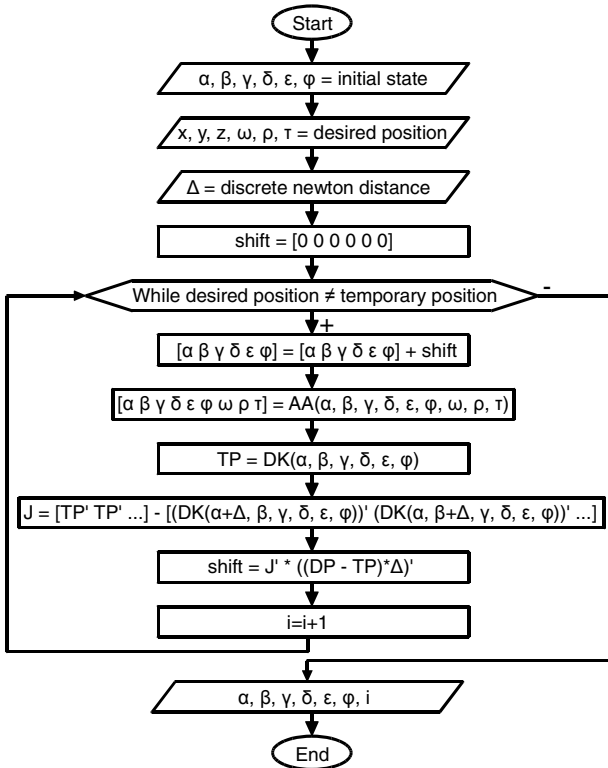 Start
α, β, γ, δ, ε, φ = initial state
x, y, z, ω, ρ, τ = desired position
Δ = discrete newton distance
shift = [0 0 0 0 0 0]
While desired position ≠ temporary position
-
+
[α β γ δ ε φ] = [α β γ δ ε φ] + shift
[α β γ δ ε φ ω ρ τ] = AA(α, β, γ, δ, ε, φ, ω, ρ, τ)
TP = DK(α, β, γ, δ, ε, φ)
J = [TP' TP' ...] - [(DK(α+Δ, β, γ, δ, ε, φ))' (DK(α, β+Δ, γ, δ, ε, φ))' ...]
shift = J' * ((DP - TP)*Δ)'
i=i+1
α, β, γ, δ, ε, φ, i
End